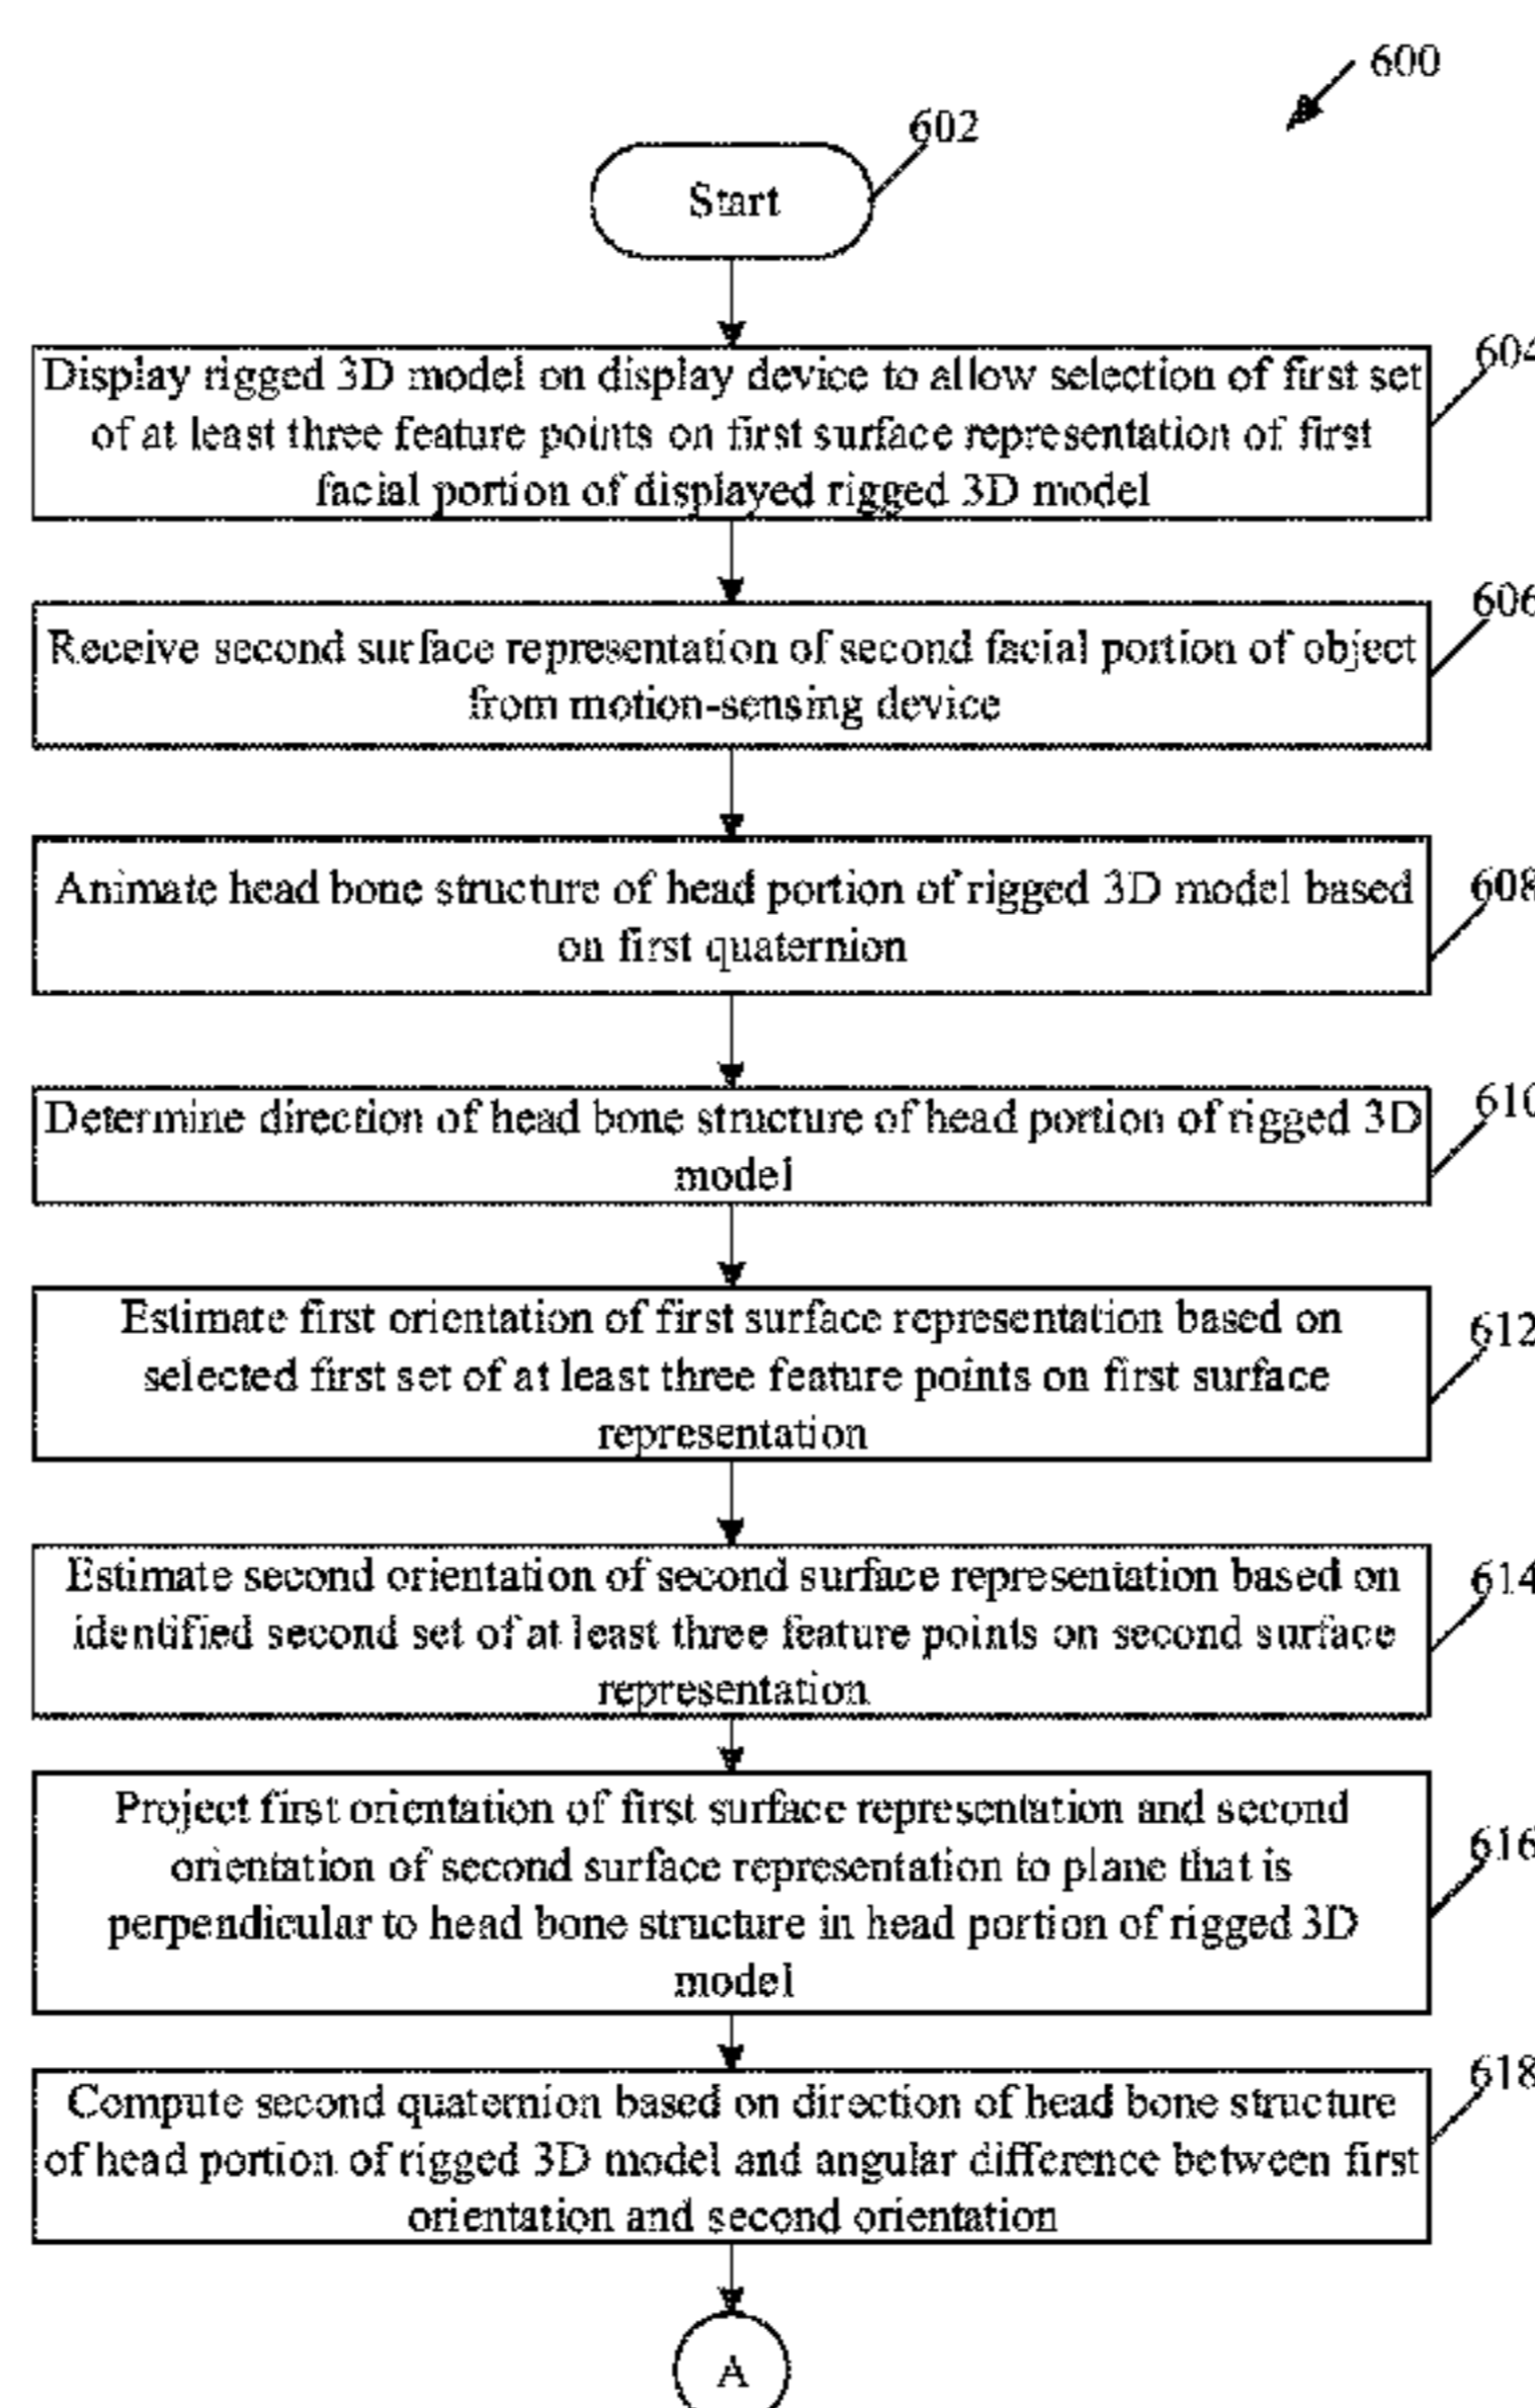 600
602
Start
604
Display rigged 3D model on display device to allow selection of first set
of at least three feature points on first surface representation of first
facial portion of displayed rigged 3D model
606
Receive second surface representation of second facial portion of object
from motion-sensing device
608
Animate head bone structure of head portion of rigged 3D model based
on first quaternion
610
Determine direction of head bone structure of head portion of rigged 3D
model
612
Estimate first orientation of first surface representation based on
selected first set of at least three feature points on first surface
representation
614
Estimate second orientation of second surface representation based on
identified second set of at least three feature points on second surface
representation
616
Project first orientation of first surface representation and second
orientation of second surface representation to plane that is
perpendicular to head bone structure in head portion of rigged 3D
model
618
Compute second quaternion based on direction of head bone structure
of head portion of rigged 3D model and angular difference between first
orientation and second orientation
A